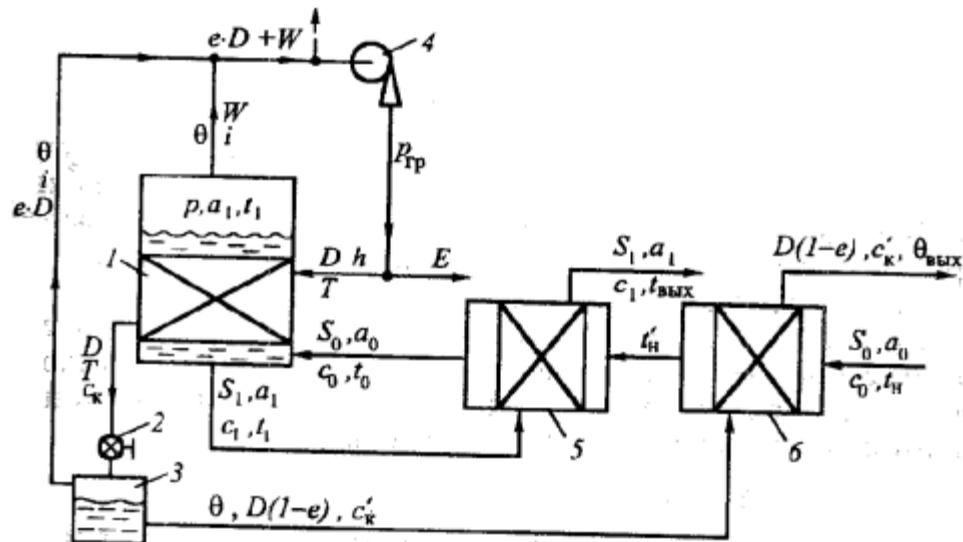 e·D + W
4
W
θ i
p_гр
θ
i
e·D
p, a₁, t₁
1
D h
T
E
S₁, a₁
c₁, t_вых
D(1–e), c′_к, θ_вых
S₀, a₀
c₀, t₀
t′_н
S₀, a₀
c₀, t_н
D
T
c_к
S₁, a₁
c₁, t₁
2
5
6
3
θ, D(1–e), c′_к